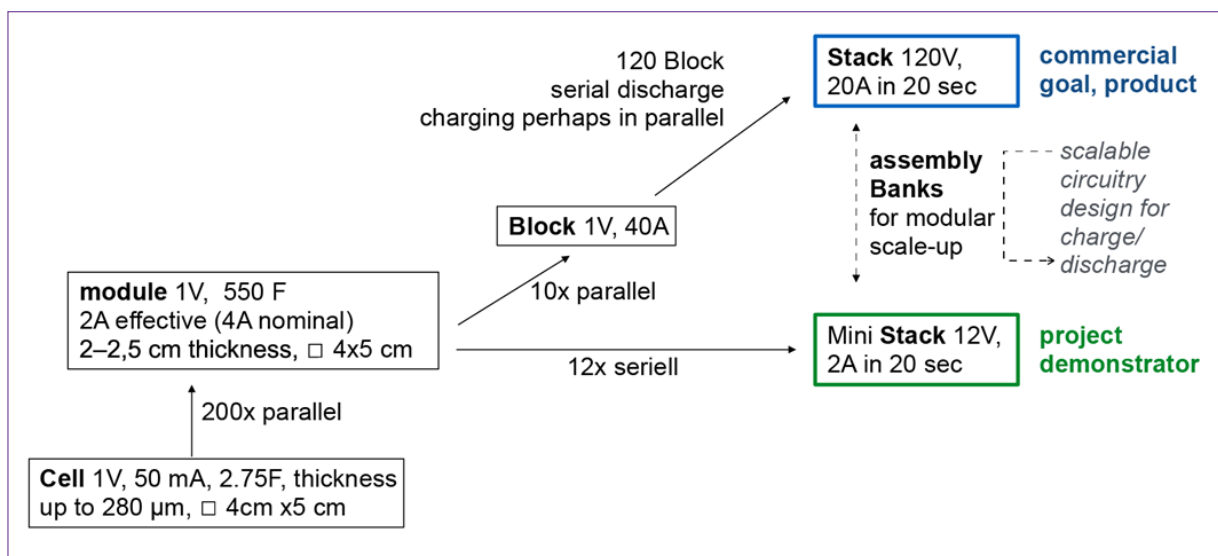 120 Block
serial discharge
charging perhaps in parallel
Stack 120V,
20A in 20 sec
commercial
goal, product
assembly
Banks
for modular
scale-up
scalable
circuitry
design for
charge/
discharge
Block 1V, 40A
10x parallel
module 1V, 550 F
2A effective (4A nominal)
2–2,5 cm thickness, □ 4x5 cm
12x seriell
Mini Stack 12V,
2A in 20 sec
project
demonstrator
200x parallel
Cell 1V, 50 mA, 2.75F, thickness
up to 280 µm, □ 4cm x5 cm